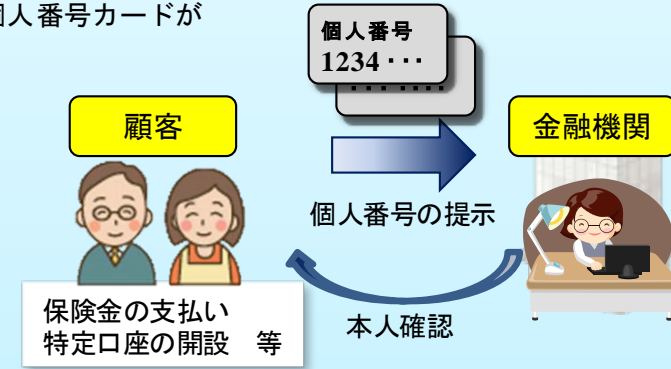 個人番号カードが
個人番号
1234・・・
顧客
金融機関
個人番号の提示
保険金の支払い
特定口座の開設　等
本人確認